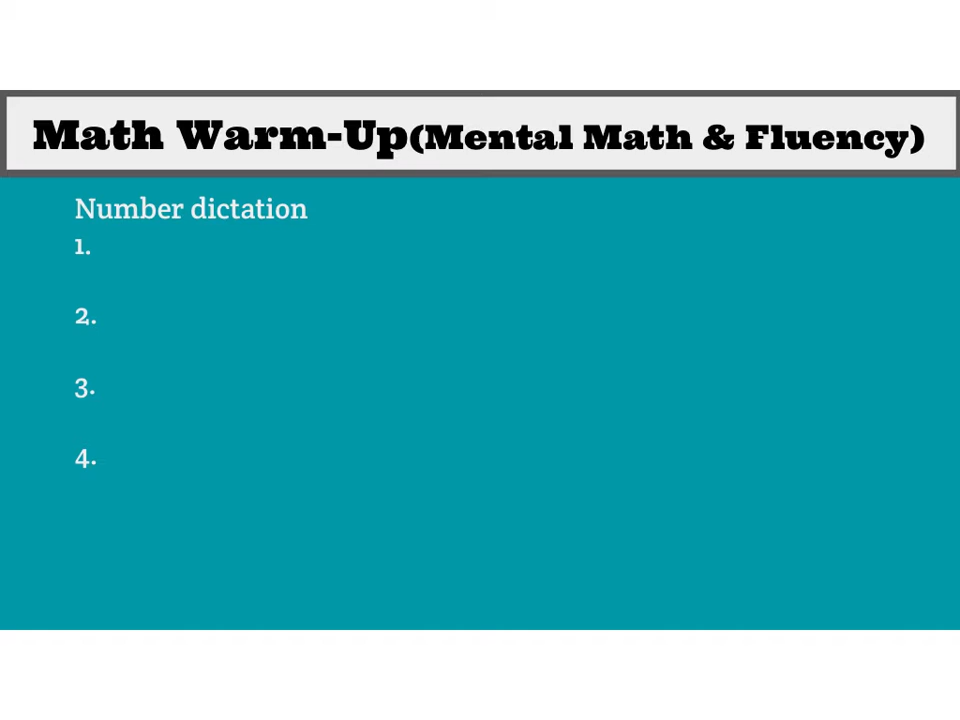 Math Warm-Up(Mental Math & Fluency)
Number dictation
1.
2.
3.
4.